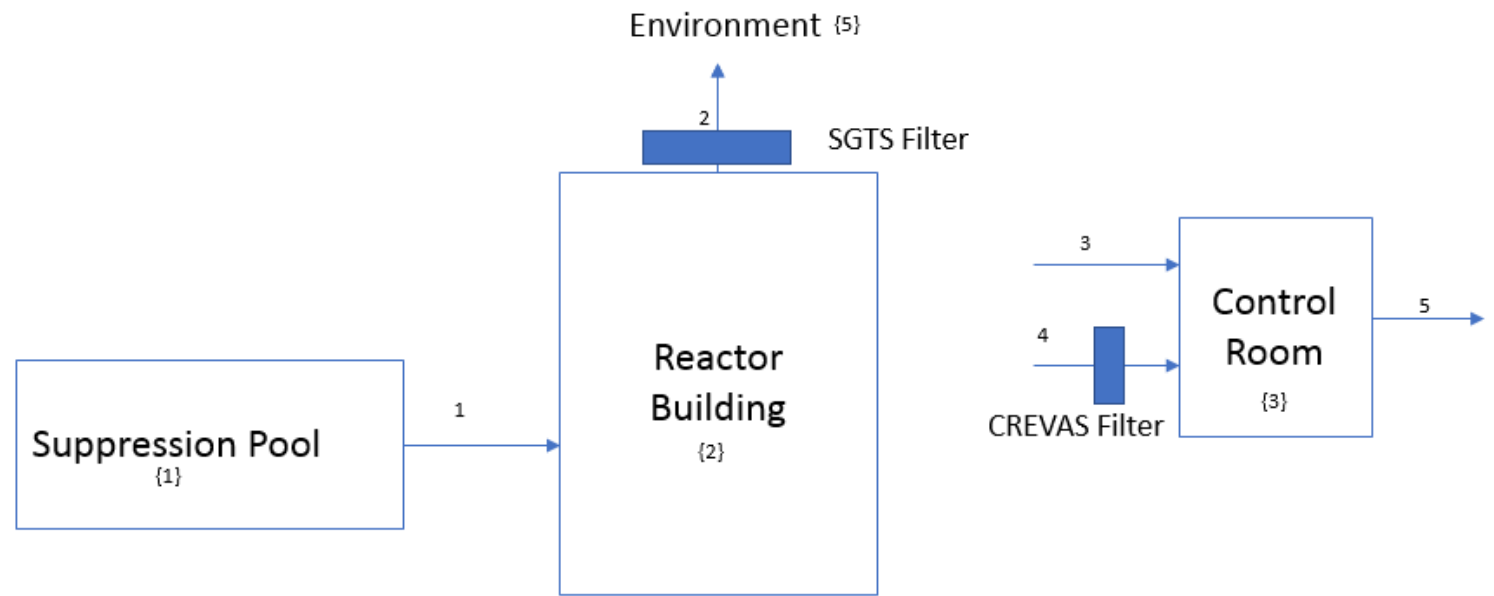 Environment {5}
2
SGTS Filter
3
Control
Room
{3}
5
4
CREVAS Filter
Reactor
Building
{2}
1
Suppression Pool
{1}